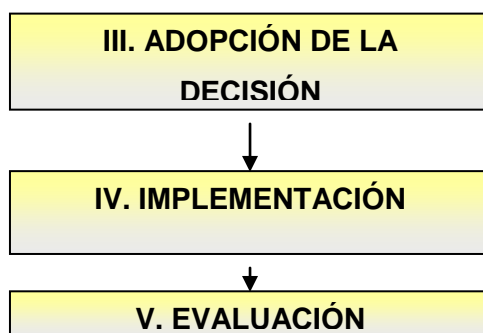 III. ADOPCIÓN DE LA
DECISIÓN
IV. IMPLEMENTACIÓN
V. EVALUACIÓN